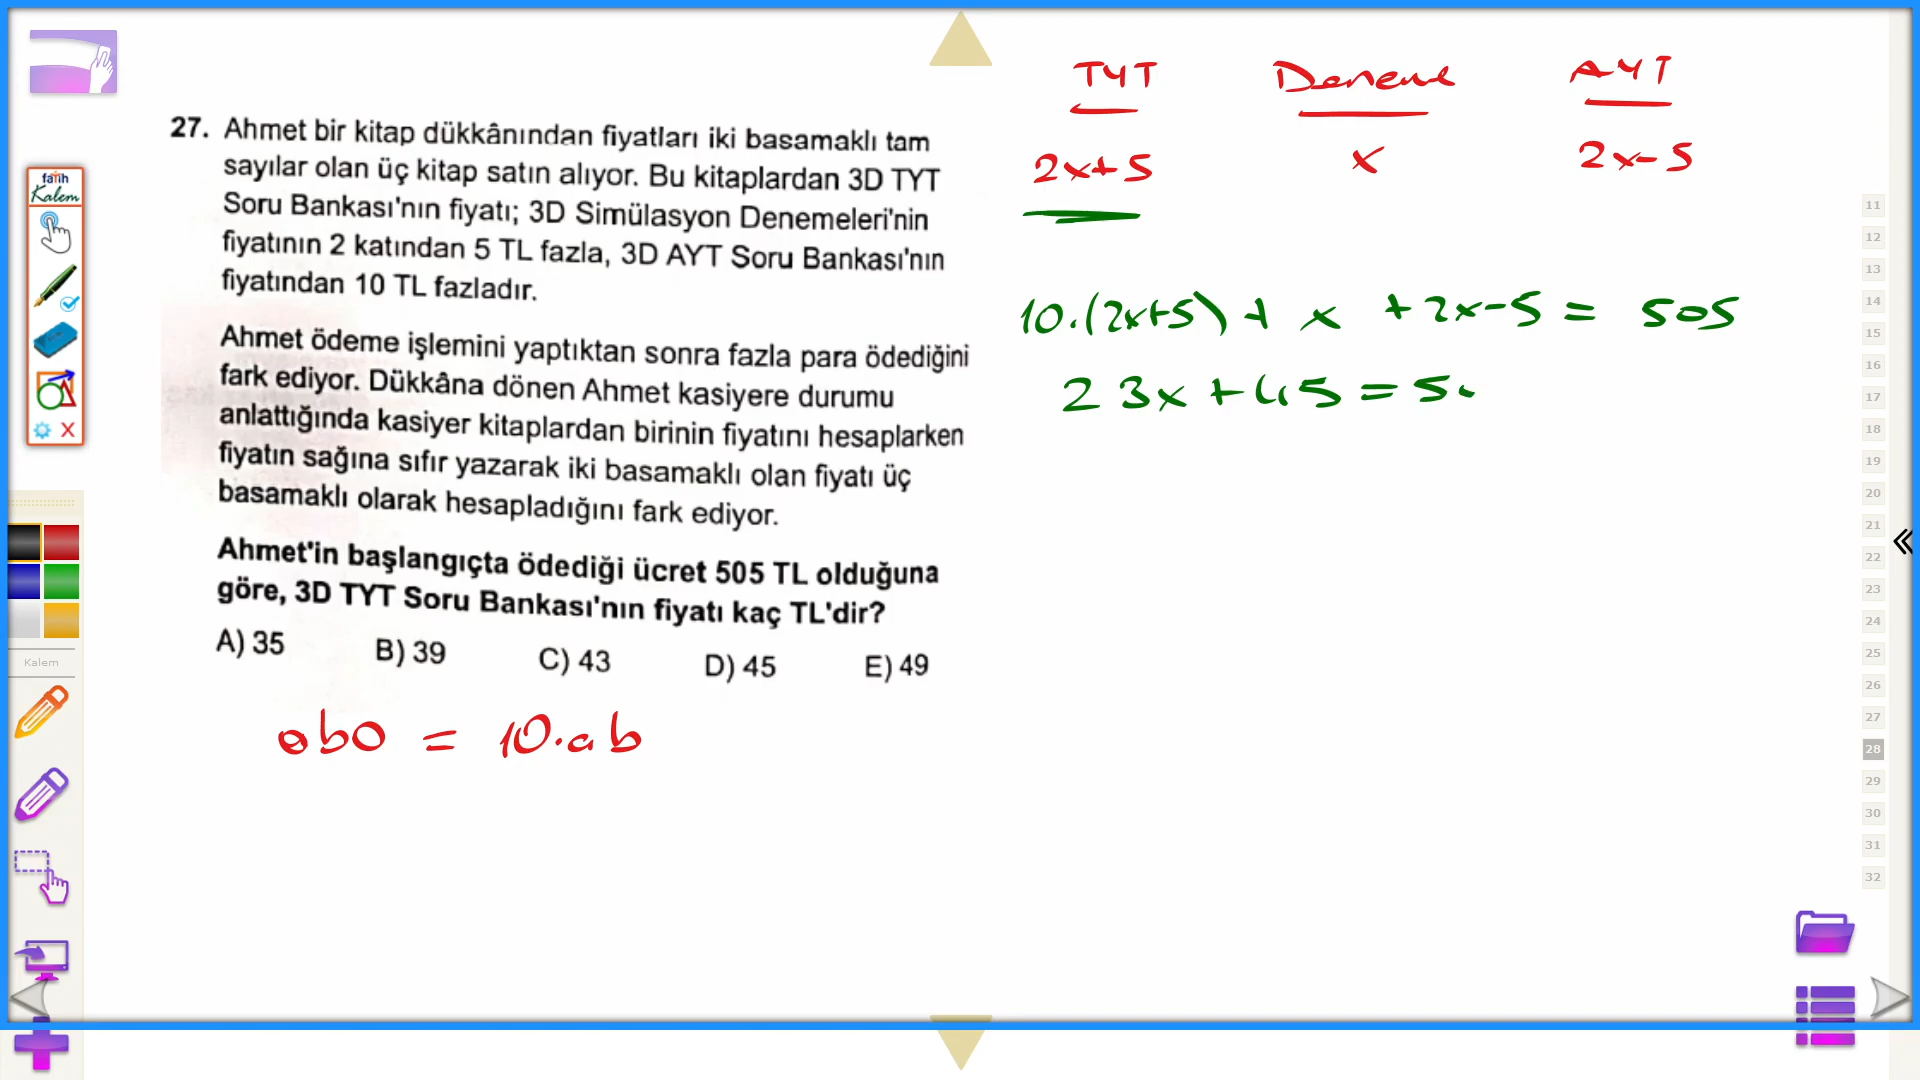 fatih
Kalem
Kalem
27. Ahmet bir kitap dükkânından fiyatları iki basamaklı tam
sayılar olan üç kitap satın alıyor. Bu kitaplardan 3D TYT
Soru Bankası'nın fiyatı; 3D Simülasyon Denemeleri'nin
fiyatının 2 katından 5 TL fazla, 3D AYT Soru Bankası'nın
fiyatından 10 TL fazladır.
Ahmet ödeme işlemini yaptıktan sonra fazla para ödediğini
fark ediyor. Dükkâna dönen Ahmet kasiyere durumu
anlattığında kasiyer kitaplardan birinin fiyatını hesaplarken
fiyatın sağına sıfır yazarak iki basamaklı olan fiyatı üç
basamaklı olarak hesapladığını fark ediyor.
Ahmet'in başlangıçta ödediği ücret 505 TL olduğuna
göre, 3D TYT Soru Bankası'nın fiyatı kaç TL'dir?
A) 35 B) 39 C) 43 D) 45 E) 49
ab0 = 10.ab
TYT Deneme AYT
2x+5 x 2x-5
10.(2x+5) + x + 2x-5 = 505
23x + 45 = 5
11
12
13
14
15
16
17
18
19
20
21
22
23
24
25
26
27
28
29
30
31
32